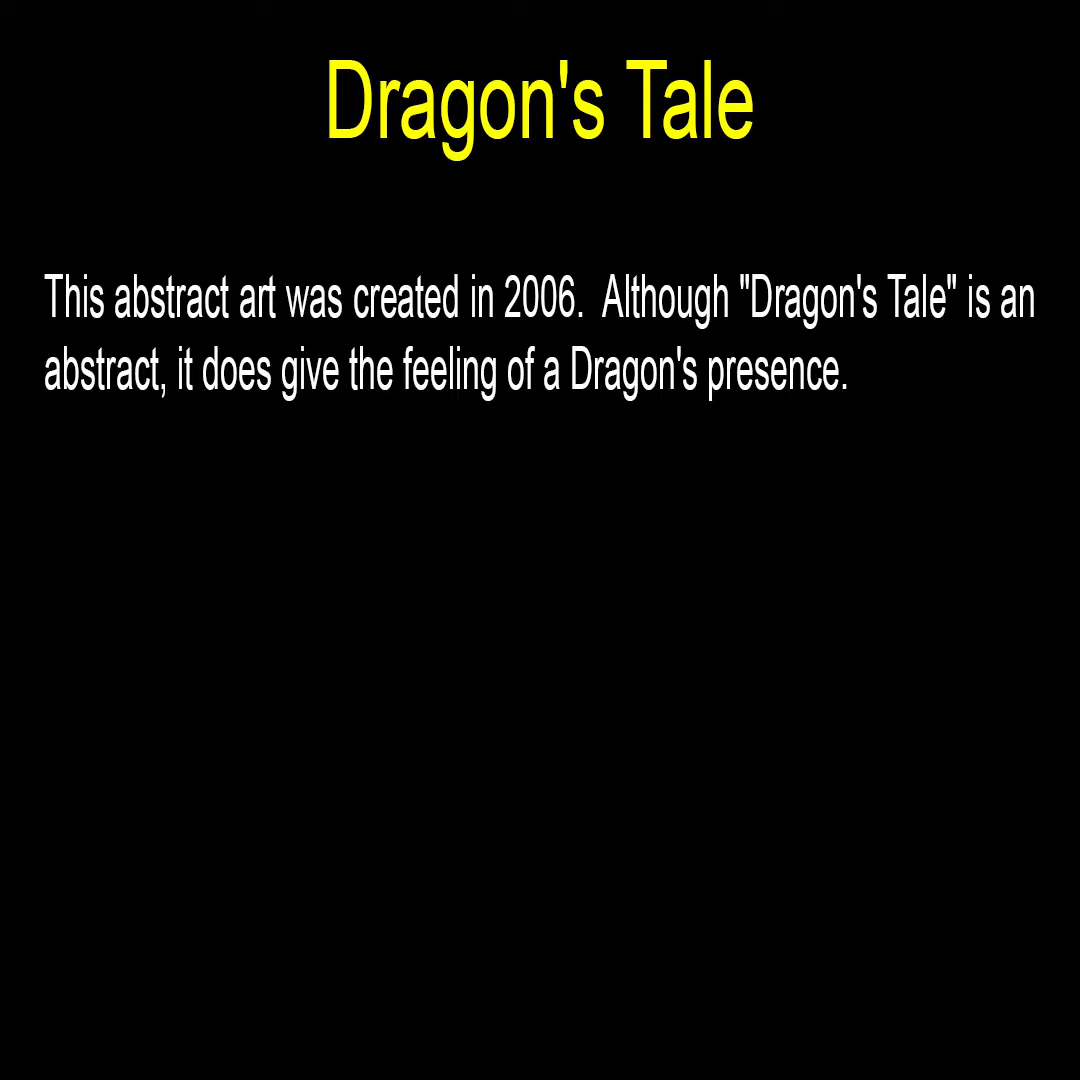 Dragon's Tale
This abstract art was created in 2006.  Although "Dragon's Tale" is an
abstract, it does give the feeling of a Dragon's presence.